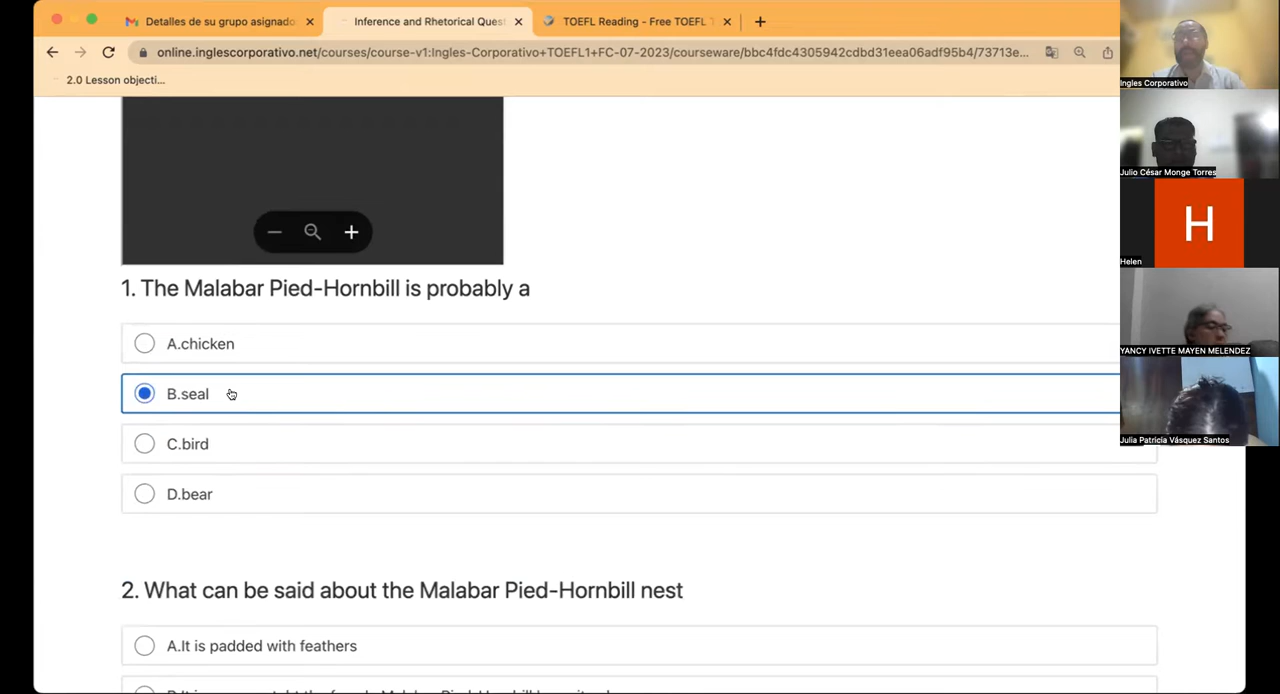 Detalles de su grupo asignado
Inference and Rhetorical Ques
TOEFL Reading - Free TOEFL T
online.inglescorporativo.net/courses/course-v1:Ingles-Corporativo+TOEFL1+FC-07-2023/courseware/bbc4fdc4305942cdbd31eea06adf95b4/73713e...
2.0 Lesson objecti...
Ingles Corporativo
Julio César Monge Torres
H
Helen
YANCY IVETTE MAYEN MELENDEZ
Julia Patricia Vásquez Santos
1. The Malabar Pied-Hornbill is probably a
A.chicken
B.seal
C.bird
D.bear
2. What can be said about the Malabar Pied-Hornbill nest
A.It is padded with feathers